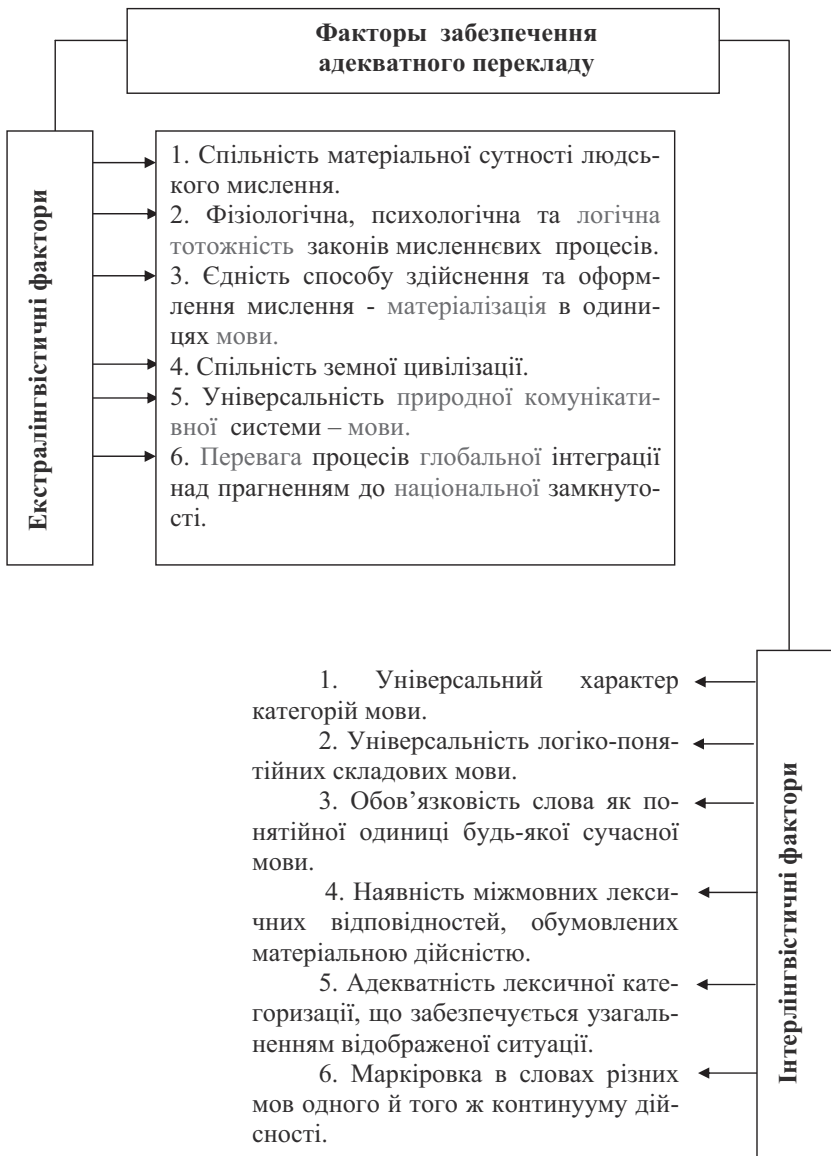 Факторы забезпечення
адекватного перекладу
Екстралінгвістичні фактори
1. Спільність матеріальної сутності людсь-
кого мислення.
2. Фізіологічна, психологічна та логічна
тотожність законів мисленнєвих процесів.
3. Єдність способу здійснення та оформ-
лення мислення - матеріалізація в одини-
цях мови.
4. Спільність земної цивілізації.
5. Універсальність природної комунікати-
вної системи – мови.
6. Перевага процесів глобальної інтеграції
над прагненням до національної замкнуто-
сті.
1. Універсальний характер
категорій мови.
2. Універсальність логіко-поня-
тійних складових мови.
3. Обов’язковість слова як по-
нятійної одиниці будь-якої сучасної
мови.
4. Наявність міжмовних лекси-
чних відповідностей, обумовлених
матеріальною дійсністю.
5. Адекватність лексичної кате-
горизації, що забезпечується узагаль-
ненням відображеної ситуації.
6. Маркіровка в словах різних
мов одного й того ж континууму дій-
сності.
Інтерлінгвістичні фактори